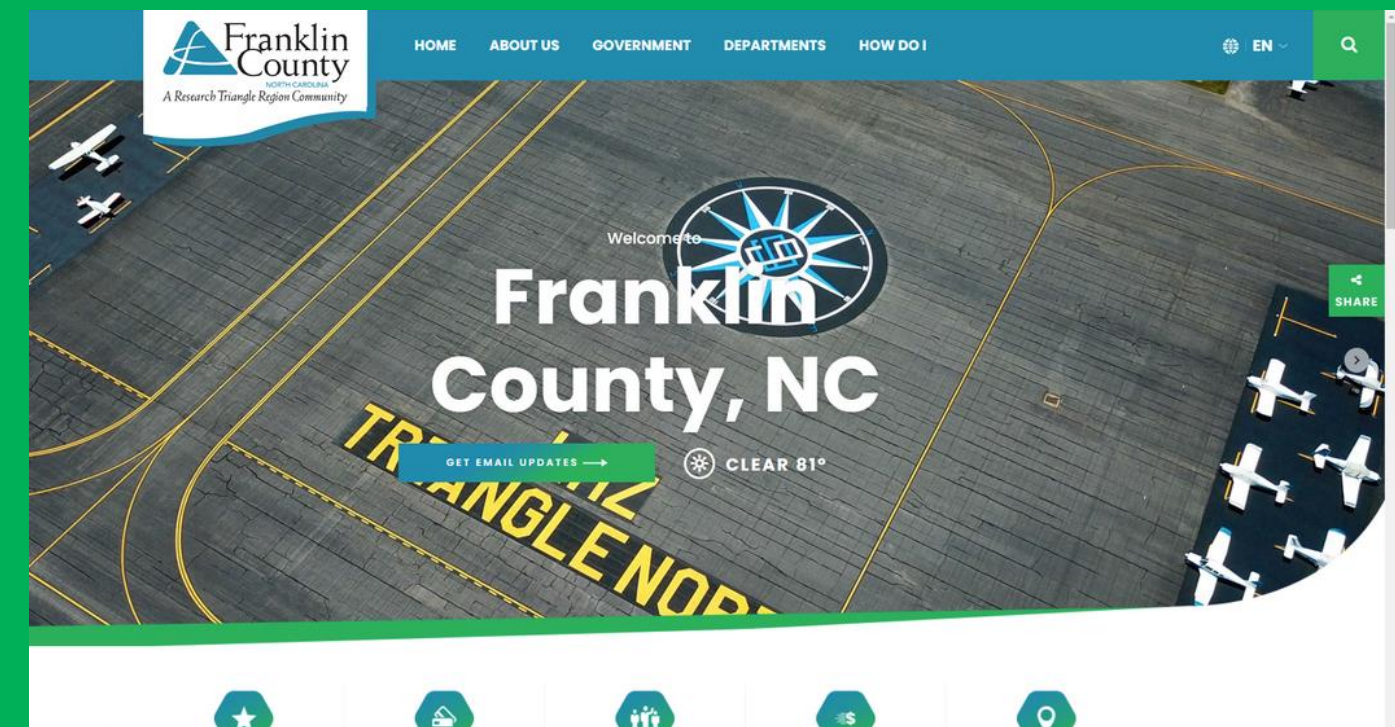 Franklin
County
NORTH CAROLINA
A Research Triangle Region Community
HOME ABOUT US GOVERNMENT DEPARTMENTS HOW DO I EN
SHARE
Welcome to
Franklin
County, NC
GET EMAIL UPDATES CLEAR 81°
TRIANGLE NOR